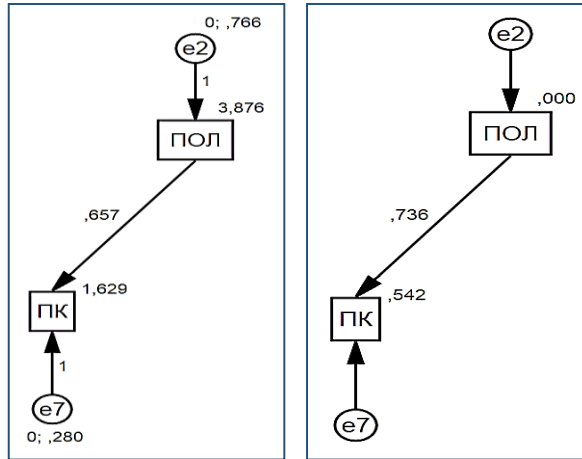 0; ,766
e2
1
3,876
ПОЛ
,657
1,629
ПК
1
e7
0; ,280
e2
,000
ПОЛ
,736
,542
ПК
e7